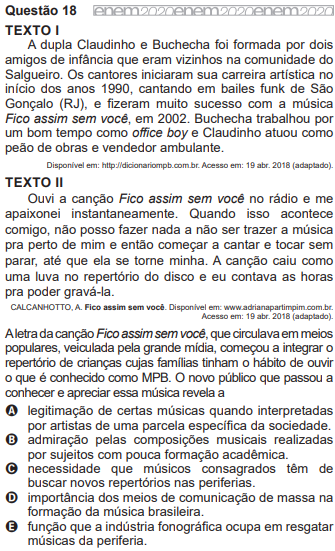 Questão 18 enem2020enem2020enem2020
TEXTO I
A dupla Claudinho e Buchecha foi formada por dois
amigos de infância que eram vizinhos na comunidade do
Salgueiro. Os cantores iniciaram sua carreira artística no
início dos anos 1990, cantando em bailes funk de São
Gonçalo (RJ), e fizeram muito sucesso com a música
Fico assim sem você, em 2002. Buchecha trabalhou por
um bom tempo como office boy e Claudinho atuou como
peão de obras e vendedor ambulante.
Disponível em: http://dicionariompb.com.br. Acesso em: 19 abr. 2018 (adaptado).
TEXTO II
Ouvi a canção Fico assim sem você no rádio e me
apaixonei instantaneamente. Quando isso acontece
comigo, não posso fazer nada a não ser trazer a música
pra perto de mim e então começar a cantar e tocar sem
parar, até que ela se torne minha. A canção caiu como
uma luva no repertório do disco e eu contava as horas
pra poder gravá-la.
CALCANHOTTO, A. Fico assim sem você. Disponível em: www.adrianapartimpim.com.br.
Acesso em: 19 abr. 2018 (adaptado).
A letra da canção Fico assim sem você, que circulava em meios
populares, veiculada pela grande mídia, começou a integrar o
repertório de crianças cujas famílias tinham o hábito de ouvir
o que é conhecido como MPB. O novo público que passou a
conhecer e apreciar essa música revela a
A legitimação de certas músicas quando interpretadas
por artistas de uma parcela específica da sociedade.
B admiração pelas composições musicais realizadas
por sujeitos com pouca formação acadêmica.
C necessidade que músicos consagrados têm de
buscar novos repertórios nas periferias.
D importância dos meios de comunicação de massa na
formação da música brasileira.
E função que a indústria fonográfica ocupa em resgatar
músicas da periferia.